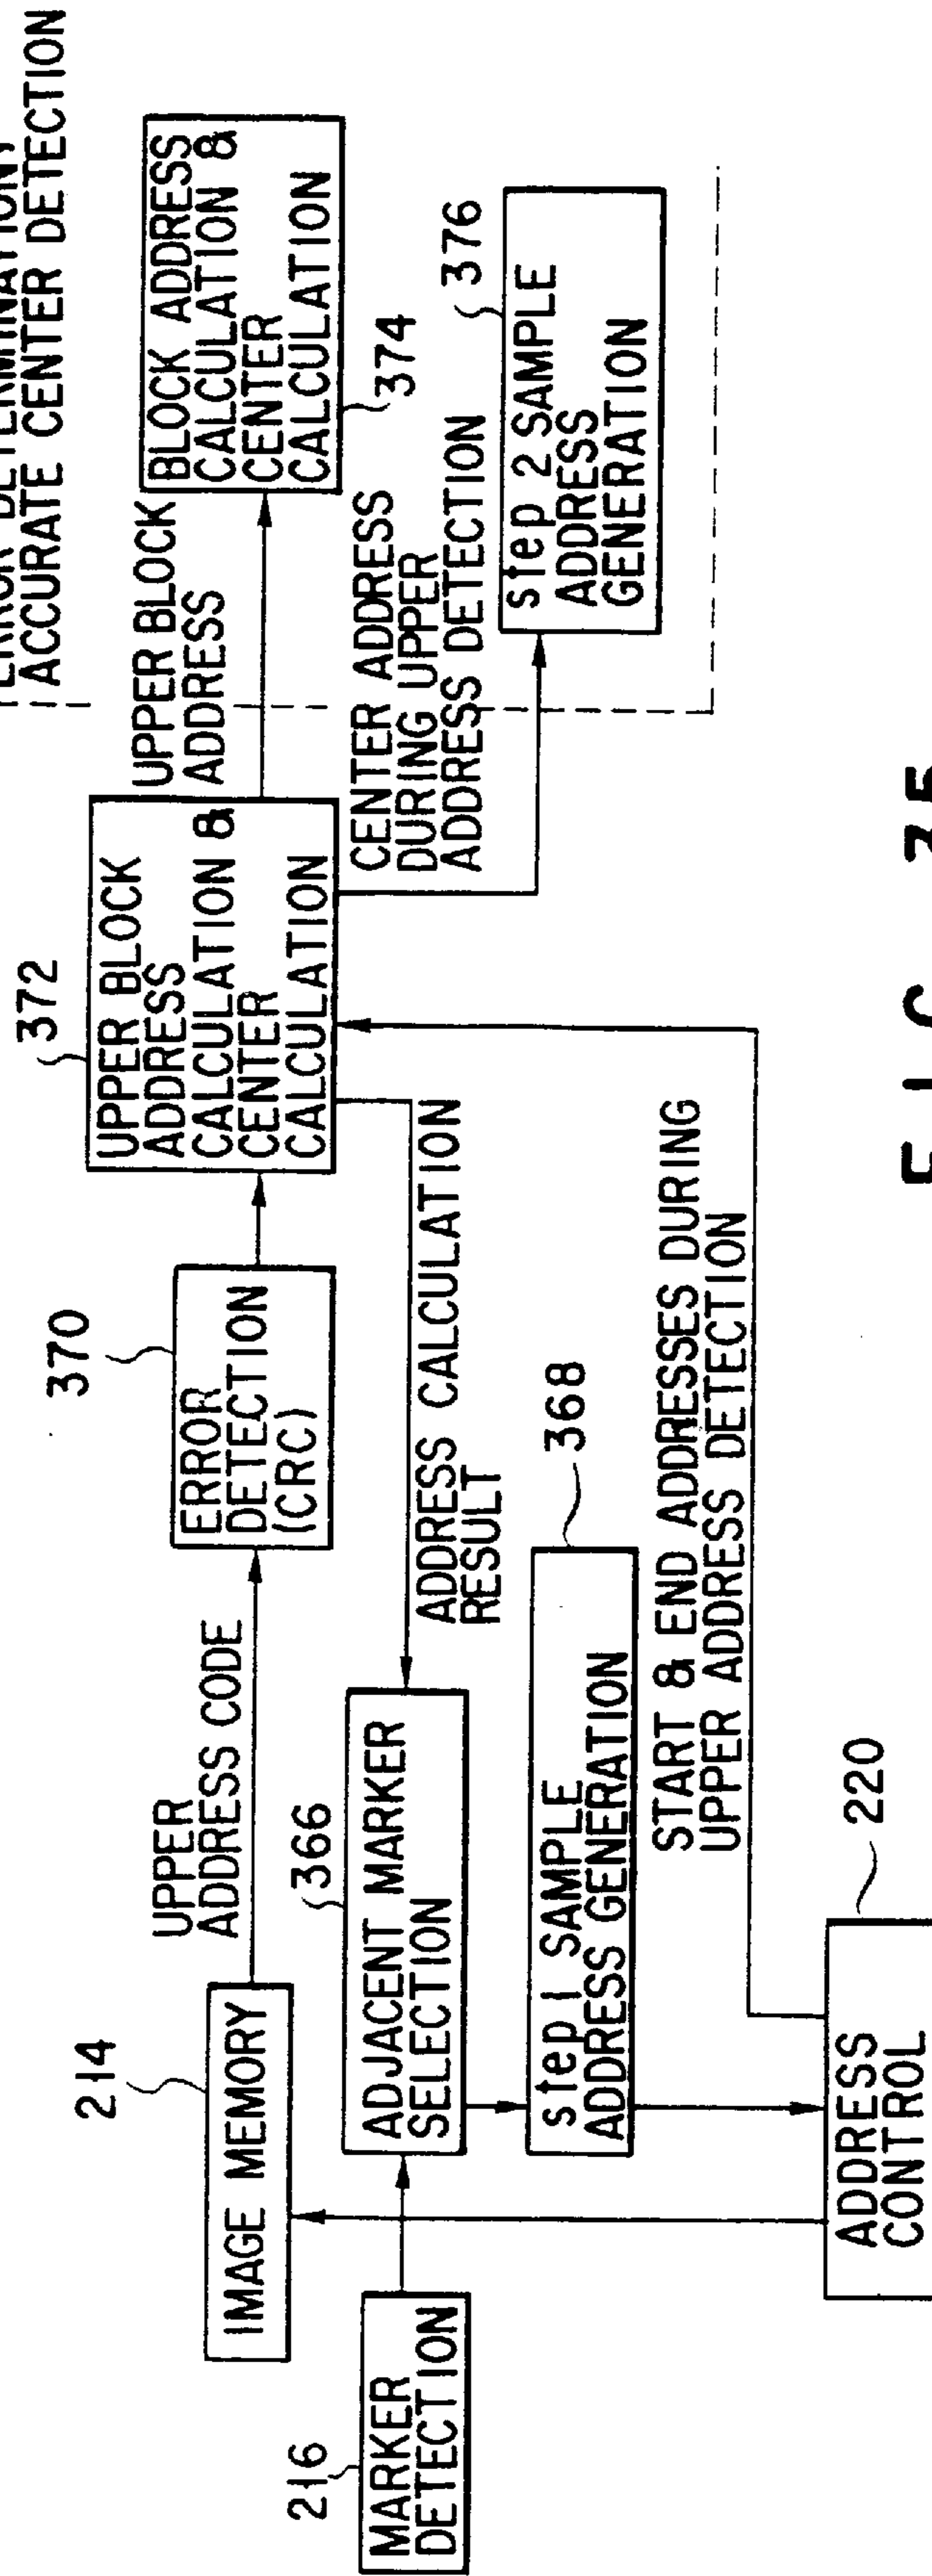 ACCURATE CENTER DETECTION
372
UPPER BLOCK
ADDRESS
CALCULATION &
CENTER
CALCULATION
UPPER BLOCK
ADDRESS
BLOCK ADDRESS
CALCULATION &
CENTER
CALCULATION
374
370
ERROR
DETECTION
(CRC)
UPPER
ADDRESS CODE
214
IMAGE MEMORY
CENTER ADDRESS
DURING UPPER
ADDRESS DETECTION
376
step 2 SAMPLE
ADDRESS
GENERATION
ADDRESS CALCULATION
RESULT
366
ADJACENT MARKER
SELECTION
216
MARKER
DETECTION
368
step 1 SAMPLE
ADDRESS GENERATION
START & END ADDRESSES DURING
UPPER ADDRESS DETECTION
220
ADDRESS
CONTROL